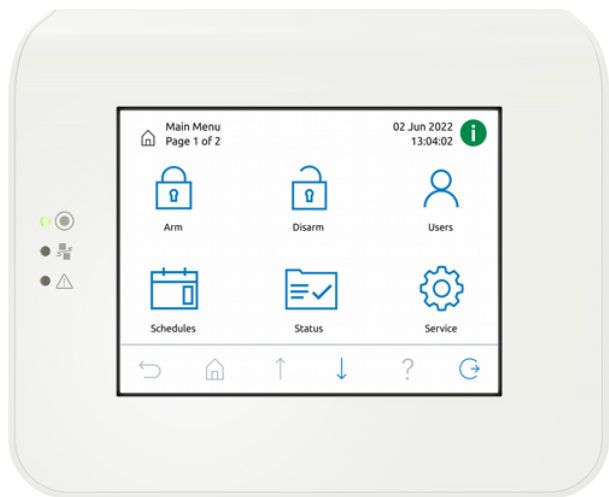 Main Menu
Page 1 of 2
02 Jun 2022
13:04:02
i
Arm
Disarm
Users
Schedules
Status
Service
?